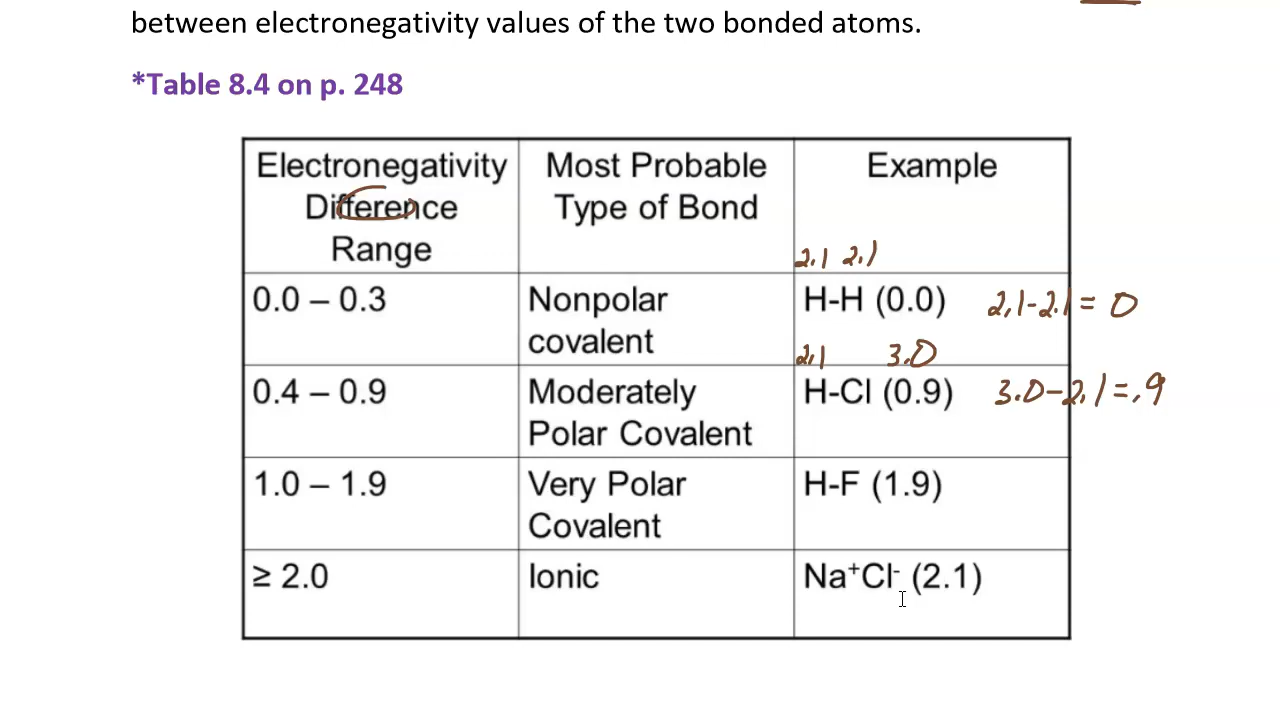 between electronegativity values of the two bonded atoms.
*Table 8.4 on p. 248
Electronegativity Difference Range
Most Probable Type of Bond
Example
2.1 2.1
0.0 – 0.3
Nonpolar covalent
H-H (0.0)
2.1-2.1= 0
2.1 3.0
0.4 – 0.9
Moderately Polar Covalent
H-Cl (0.9)
3.0-2.1=.9
1.0 – 1.9
Very Polar Covalent
H-F (1.9)
≥ 2.0
Ionic
Na⁺Cl⁻ (2.1)